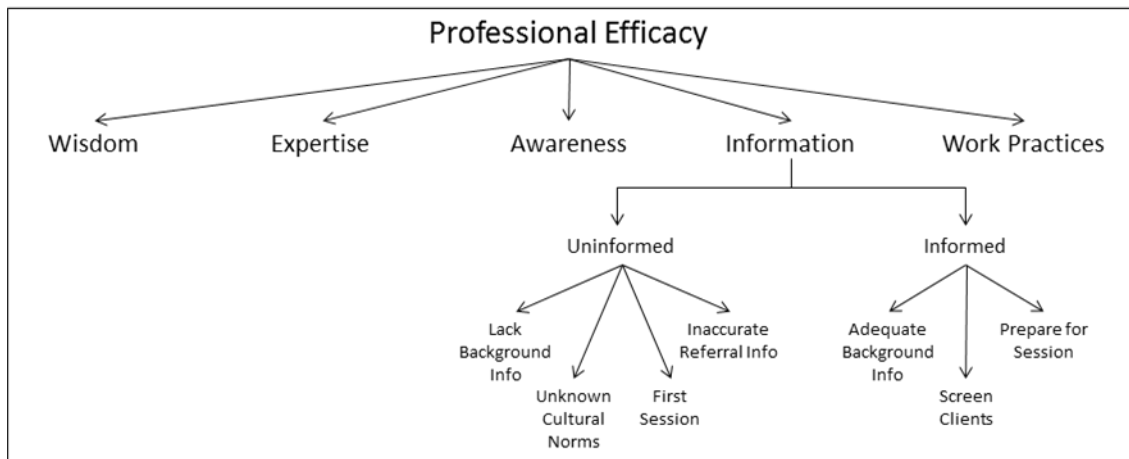 Professional Efficacy
Wisdom
Expertise
Awareness
Information
Work Practices
Uninformed
Informed
Lack
Background
Info
Unknown
Cultural
Norms
First
Session
Inaccurate
Referral Info
Adequate
Background
Info
Screen
Clients
Prepare for
Session